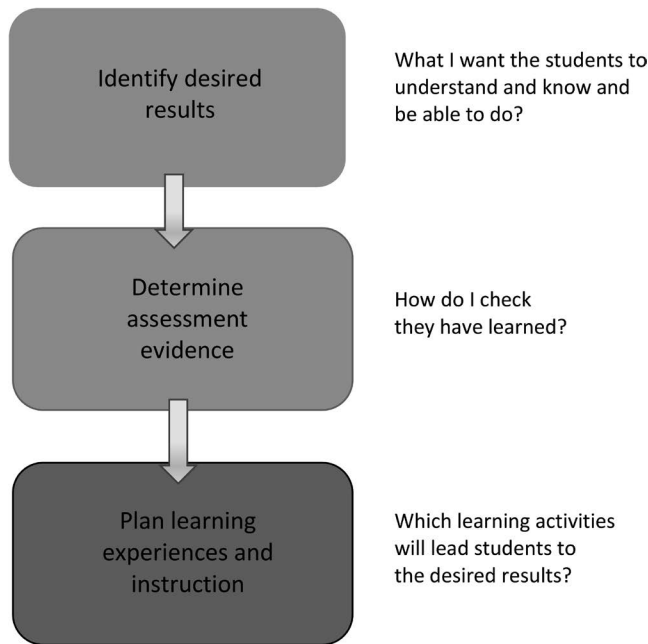 Identify desired
results
What I want the students to
understand and know and
be able to do?
Determine
assessment
evidence
How do I check
they have learned?
Plan learning
experiences and
instruction
Which learning activities
will lead students to
the desired results?